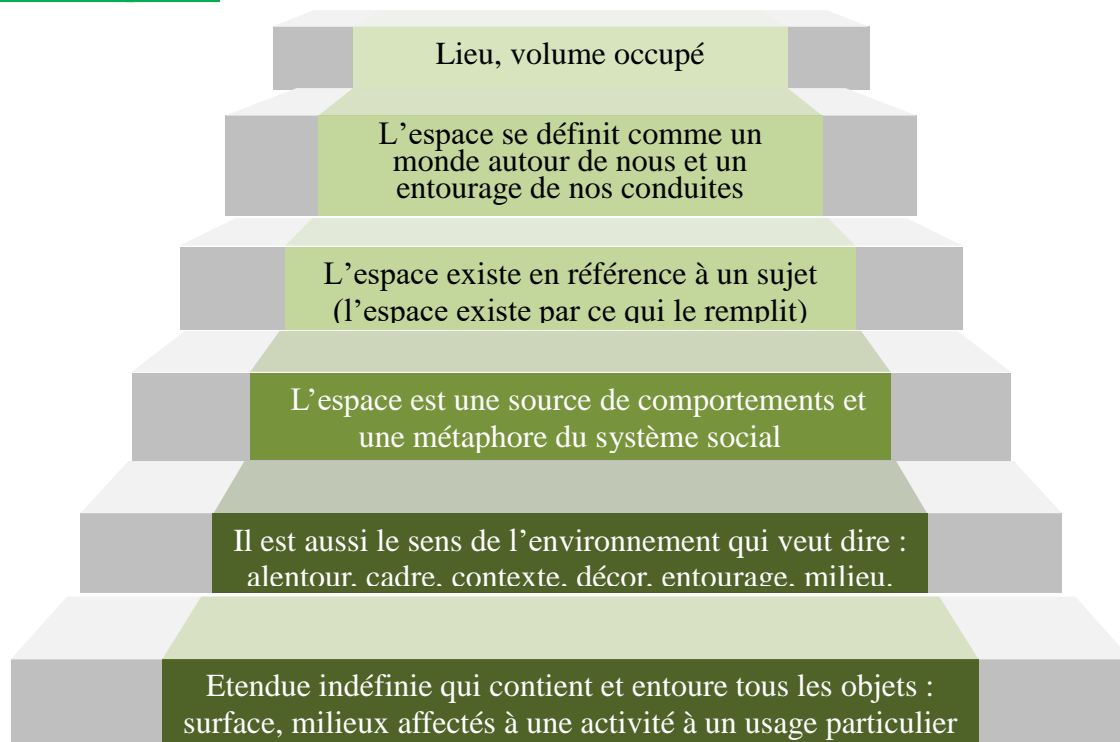 Lieu, volume occupé
L’espace se définit comme un
monde autour de nous et un
entourage de nos conduites
L’espace existe en référence à un sujet
(l’espace existe par ce qui le remplit)
L’espace est une source de comportements et
une métaphore du système social
Il est aussi le sens de l’environnement qui veut dire :
alentour, cadre, contexte, décor, entourage, milieu.
Etendue indéfinie qui contient et entoure tous les objets :
surface, milieux affectés à une activité à un usage particulier